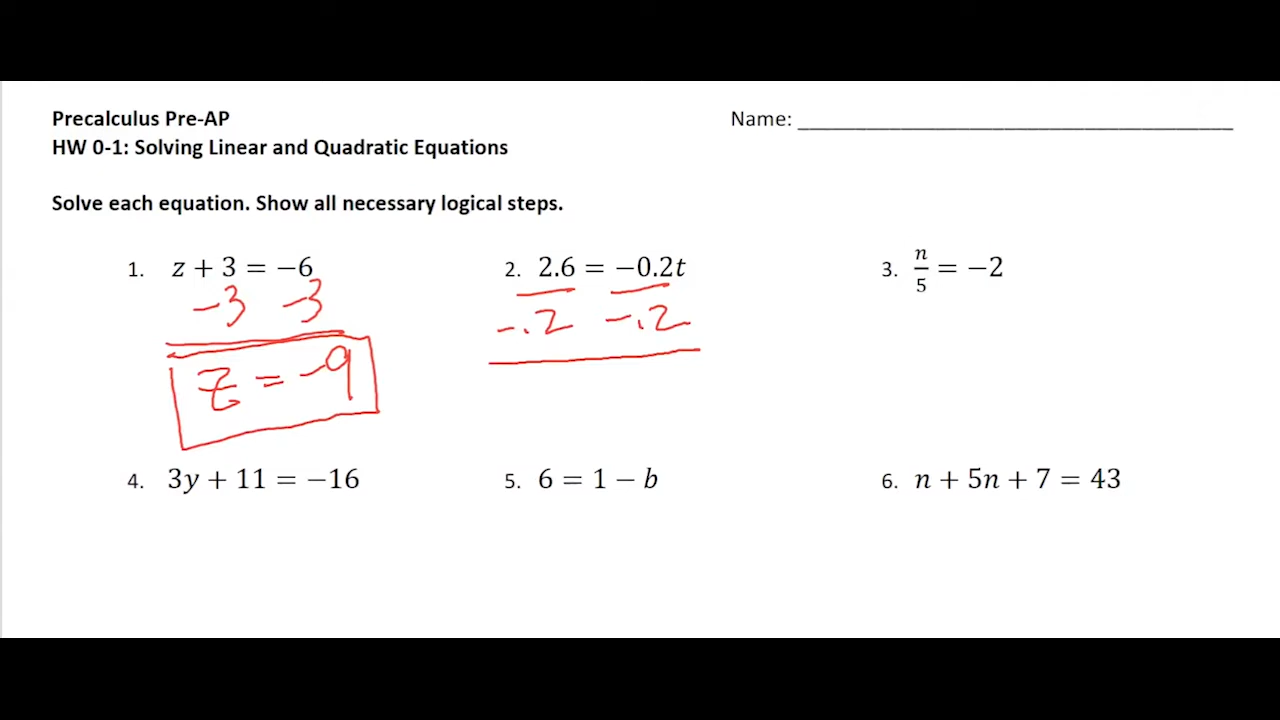 Precalculus Pre-AP Name: ______________________________________
HW 0-1: Solving Linear and Quadratic Equations
Solve each equation. Show all necessary logical steps.
1. z + 3 = −6 2. 2.6 = −0.2t 3. n/5 = −2
−3 −3 −.2 −.2
z = −9
4. 3y + 11 = −16 5. 6 = 1 − b 6. n + 5n + 7 = 43